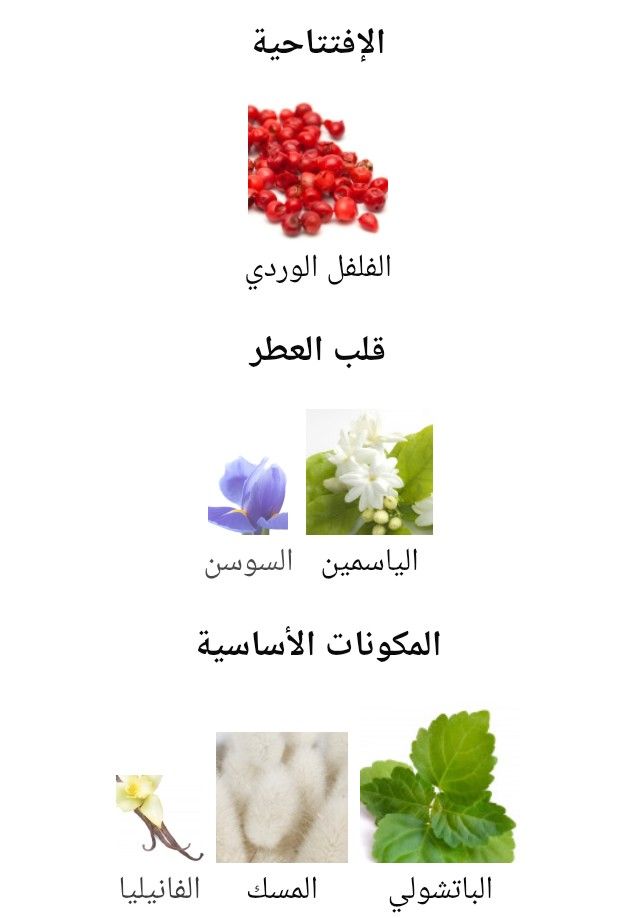 الإفتتاحية
الفلفل الوردي
قلب العطر
الياسمين السوسن
المكونات الأساسية
الباتشولي المسك الفانيليا